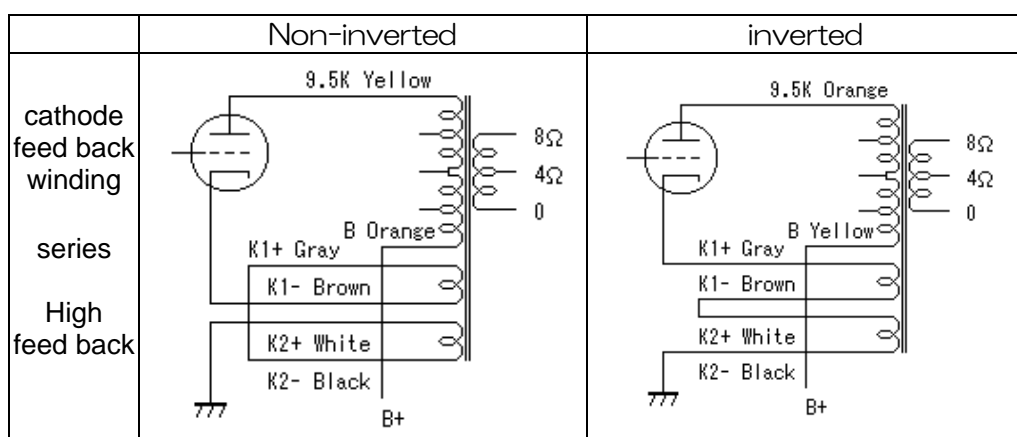 Non-inverted
inverted
cathode
feed back
winding
series
High
feed back
9.5K Yellow
8Ω
4Ω
0
B Orange
K1+ Gray
K1- Brown
K2+ White
K2- Black
B+
9.5K Orange
8Ω
4Ω
0
B Yellow
K1+ Gray
K1- Brown
K2+ White
K2- Black
B+